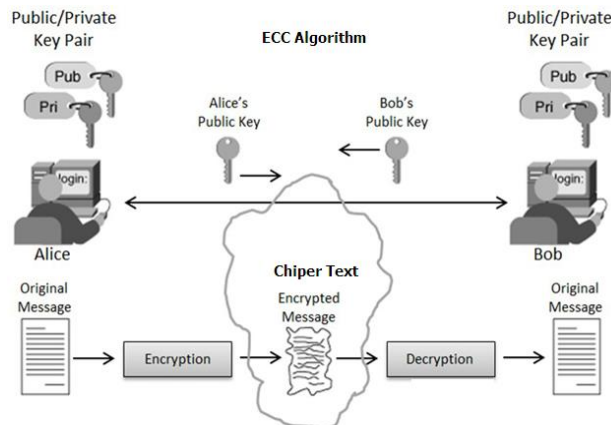 Public/Private
Key Pair
Pub
Pri
login:
Alice
ECC Algorithm
Alice's
Public Key
Bob's
Public Key
Public/Private
Key Pair
Pub
Pri
login:
Bob
Original
Message
Encryption
Chiper Text
Encrypted
Message
Decryption
Original
Message